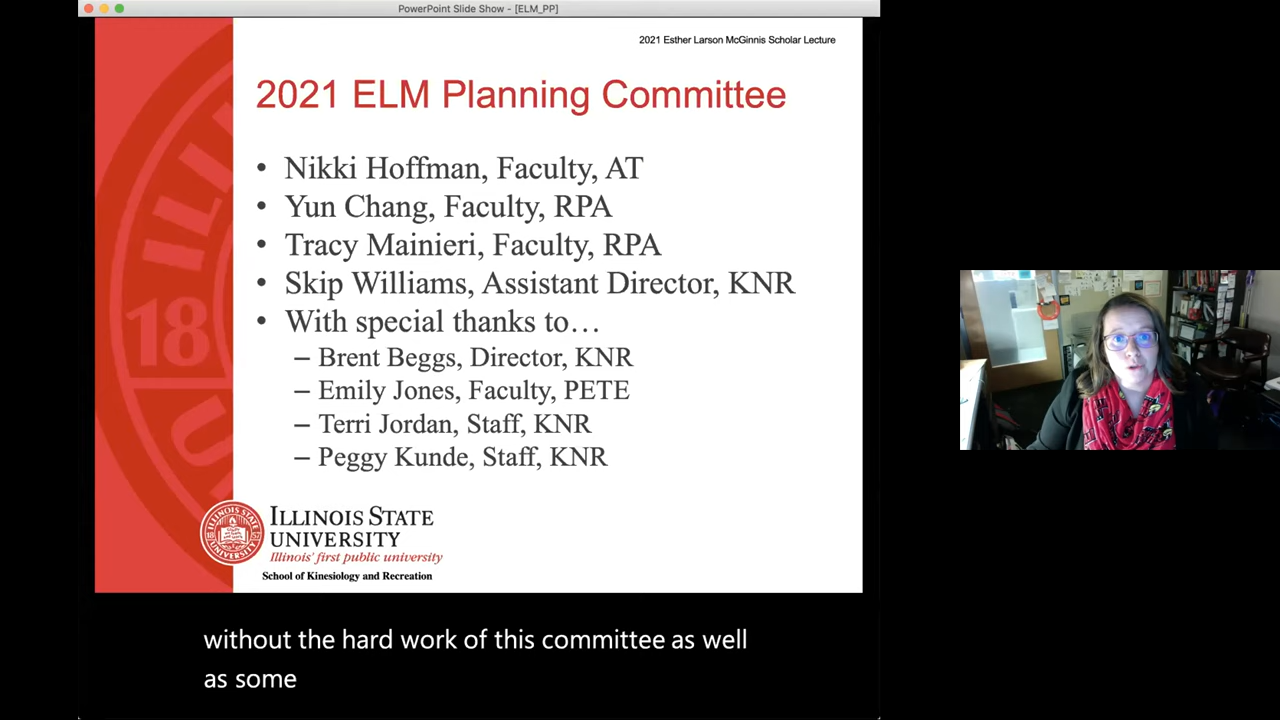 PowerPoint Slide Show - [ELM_PP]
2021 Esther Larson McGinnis Scholar Lecture
2021 ELM Planning Committee
• Nikki Hoffman, Faculty, AT
• Yun Chang, Faculty, RPA
• Tracy Mainieri, Faculty, RPA
• Skip Williams, Assistant Director, KNR
• With special thanks to…
– Brent Beggs, Director, KNR
– Emily Jones, Faculty, PETE
– Terri Jordan, Staff, KNR
– Peggy Kunde, Staff, KNR
ILLINOIS STATE
UNIVERSITY
Illinois' first public university
School of Kinesiology and Recreation
without the hard work of this committee as well
as some